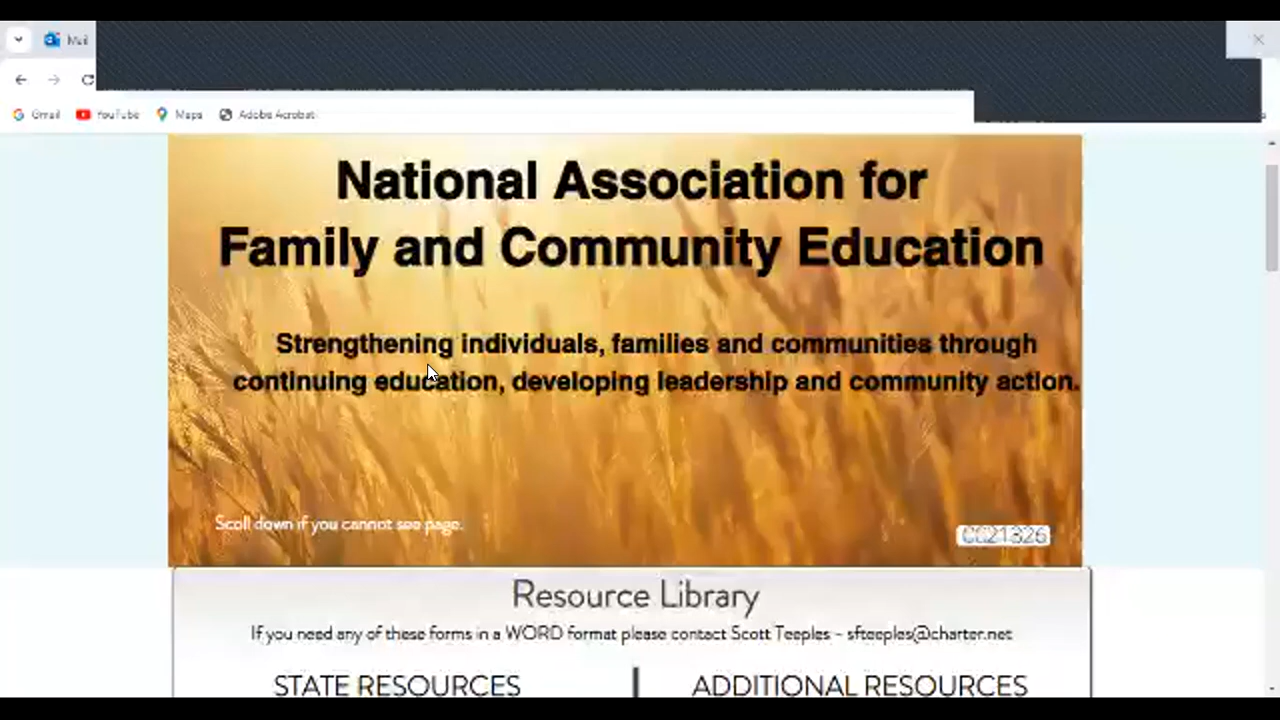 Mail
Gmail YouTube Maps Adobe Acrobat
National Association for
Family and Community Education
Strengthening individuals, families and communities through
continuing education, developing leadership and community action.
Scoll down if you cannot see page.
CC21326
Resource Library
If you need any of these forms in a WORD format please contact Scott Teeples - sfteeples@charter.net
STATE RESOURCES
ADDITIONAL RESOURCES